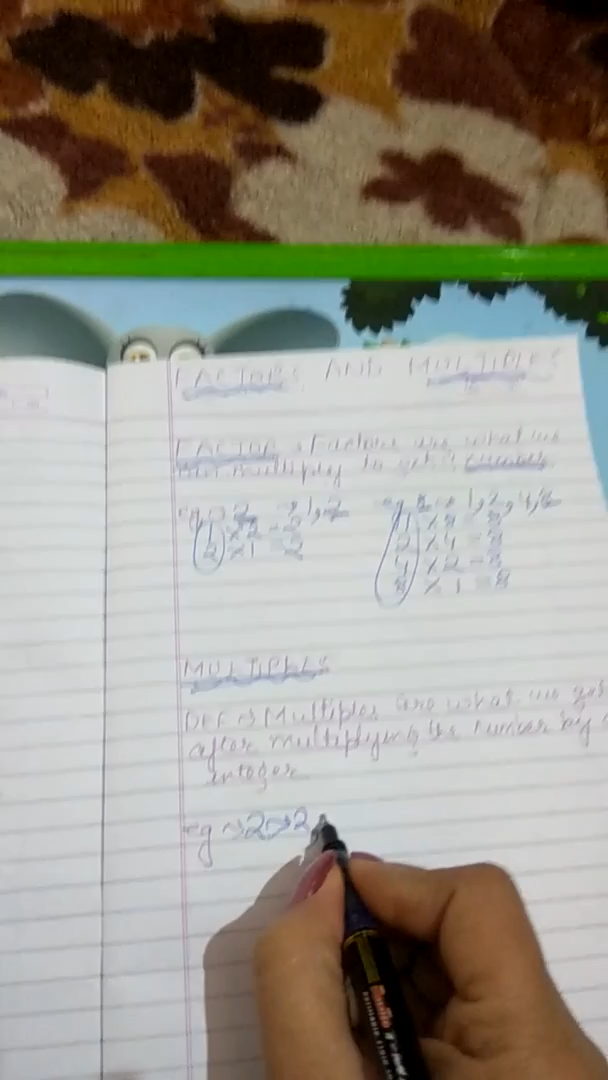 FACTORS AND MULTIPLES
FACTOR → Factors are what we
can multiply to get a number
eg → 2 → 1, 2
1 × 2 = 2
2 × 1 = 2
eg 8 → 1, 2, 4, 8
1 × 8 = 8
2 × 4 = 8
4 × 2 = 8
8 × 1 = 8
MULTIPLES
DEF → Multiples are what we get
after multiplying the number by
integer
eg → 2 → 2